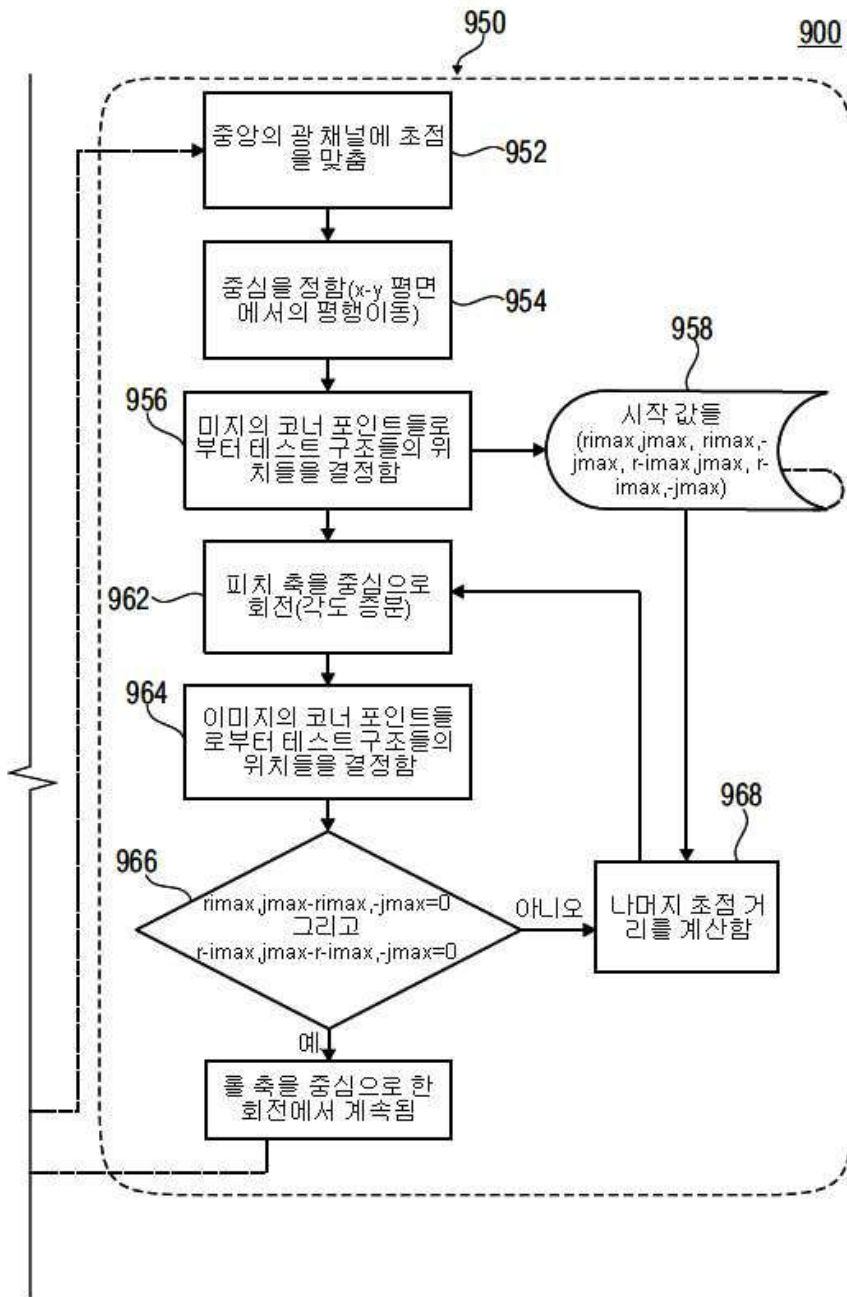 950
900
중앙의 광 채널에 초점
을 맞춤
952
중심을 정함(x-y 평면
에서의 평행이동)
954
958
956
미지의 코너 포인트들로
부터 테스트 구조들의 위
치들을 결정함
시작 값들
(rimax,jmax, rimax,-
jmax, r-imax,jmax, r-
imax,-jmax)
962
피치 축을 중심으로
회전(각도 증분)
964
이미지의 코너 포인트들
로부터 테스트 구조들의
위치들을 결정함
968
966
rimax,jmax-rimax,-jmax=0
그리고
r-imax,jmax-r-imax,-jmax=0
아니오
나머지 초점 거
리를 계산함
예
롤 축을 중심으로 한
회전에서 계속됨